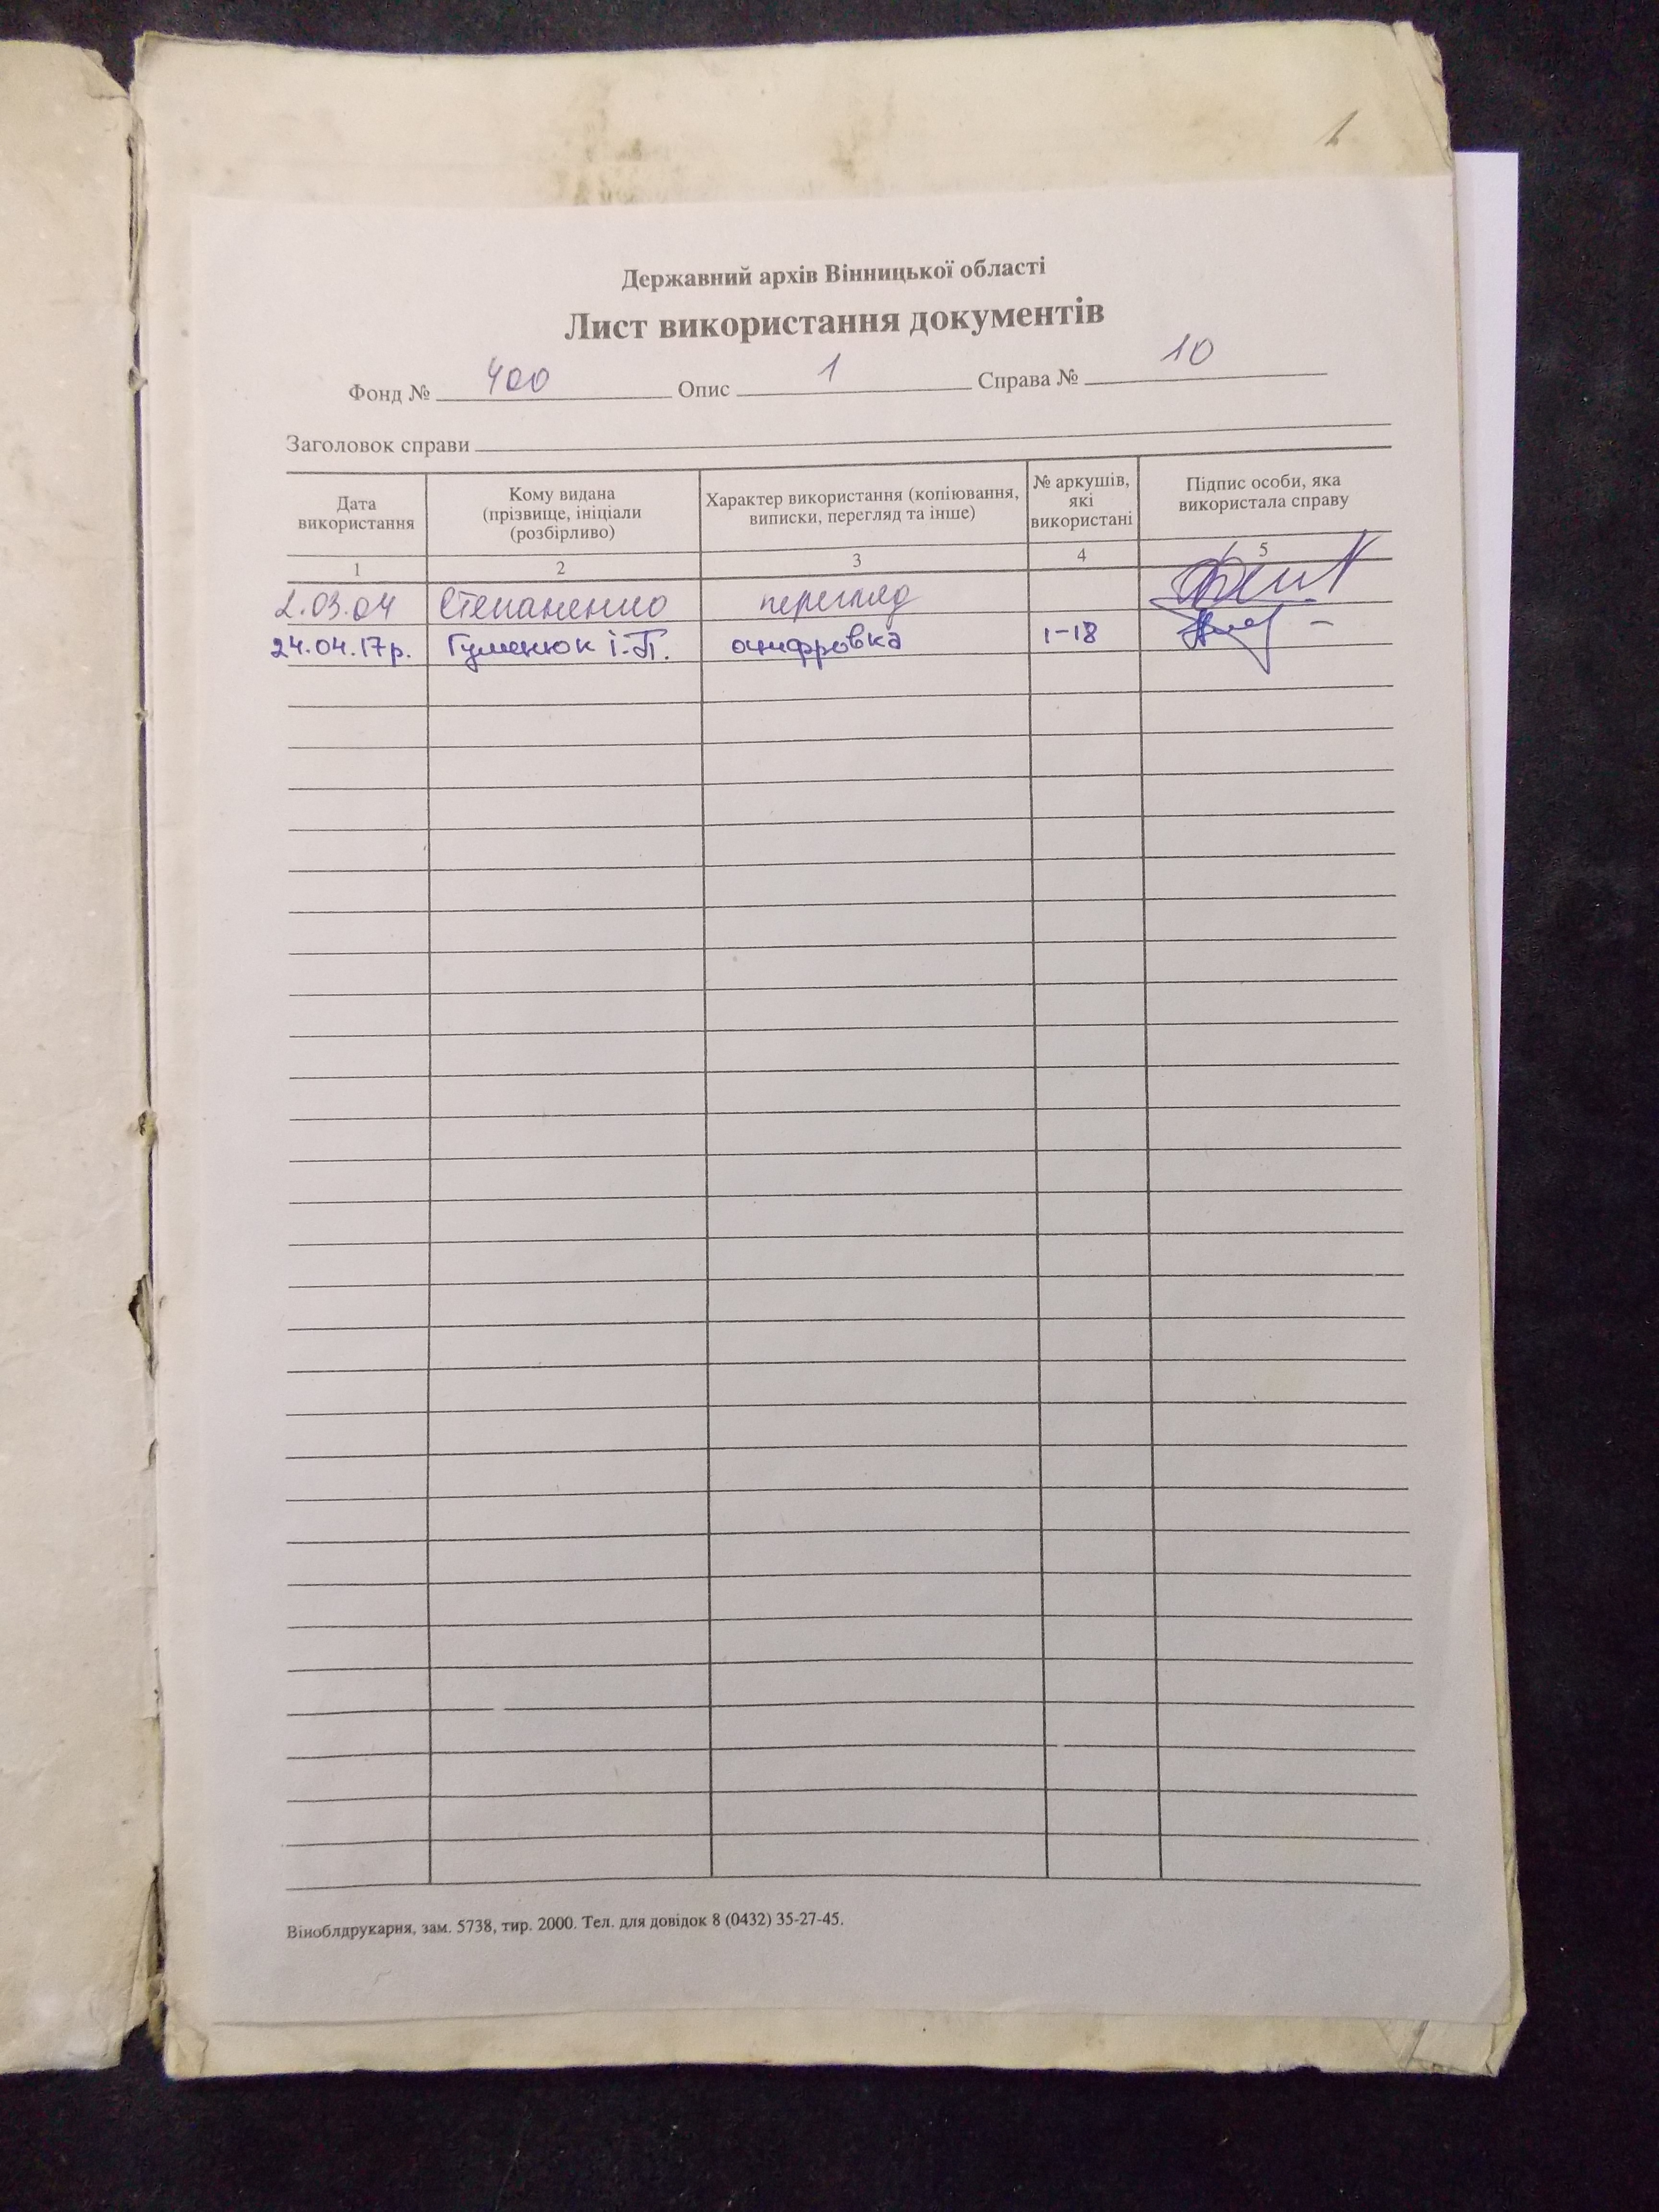 1
Державний архів Вінницької області
Лист використання документів
Фонд № 400 Опис 1 Справа № 10
Заголовок справи
Дата використання
Кому видана (прізвище, ініціали (розбірливо)
Характер використання (копіювання, виписки, перегляд та інше)
№ аркушів, які використані
Підпис особи, яка використала справу
1 2 3 4 5
2.03.04 Степаненко перегляд
24.04.17р. Гуменюк І.П. оцифровка 1-18
Віноблдрукарня, зам. 5738, тир. 2000. Тел. для довідок 8 (0432) 35-27-45.